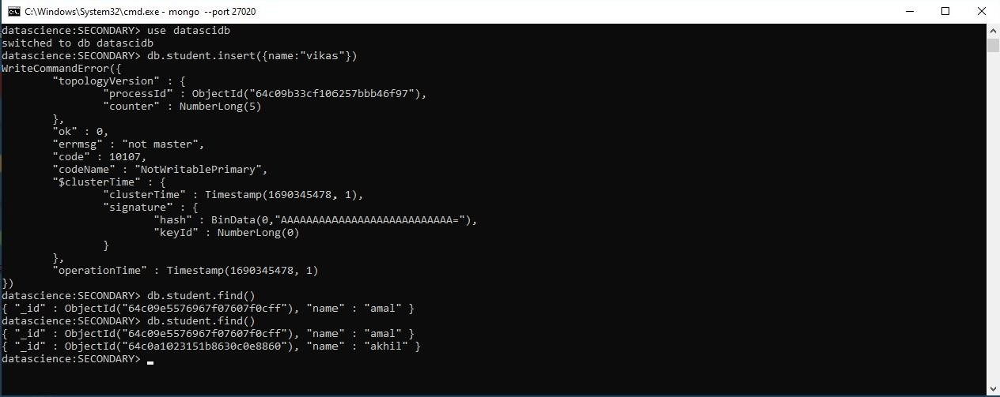 C:\Windows\System32\cmd.exe - mongo --port 27020
datascience:SECONDARY> use datascidb
switched to db datascidb
datascience:SECONDARY> db.student.insert({name:"vikas"})
WriteCommandError({
        "topologyVersion" : {
                "processId" : ObjectId("64c09b33cf106257bbb46f97"),
                "counter" : NumberLong(5)
        },
        "ok" : 0,
        "errmsg" : "not master",
        "code" : 10107,
        "codeName" : "NotWritablePrimary",
        "$clusterTime" : {
                "clusterTime" : Timestamp(1690345478, 1),
                "signature" : {
                        "hash" : BinData(0,"AAAAAAAAAAAAAAAAAAAAAAAAAAA="),
                        "keyId" : NumberLong(0)
                }
        },
        "operationTime" : Timestamp(1690345478, 1)
})
datascience:SECONDARY> db.student.find()
{ "_id" : ObjectId("64c09e5576967f07607f0cff"), "name" : "amal" }
datascience:SECONDARY> db.student.find()
{ "_id" : ObjectId("64c09e5576967f07607f0cff"), "name" : "amal" }
{ "_id" : ObjectId("64c0a1023151b8630c0e8860"), "name" : "akhil" }
datascience:SECONDARY>